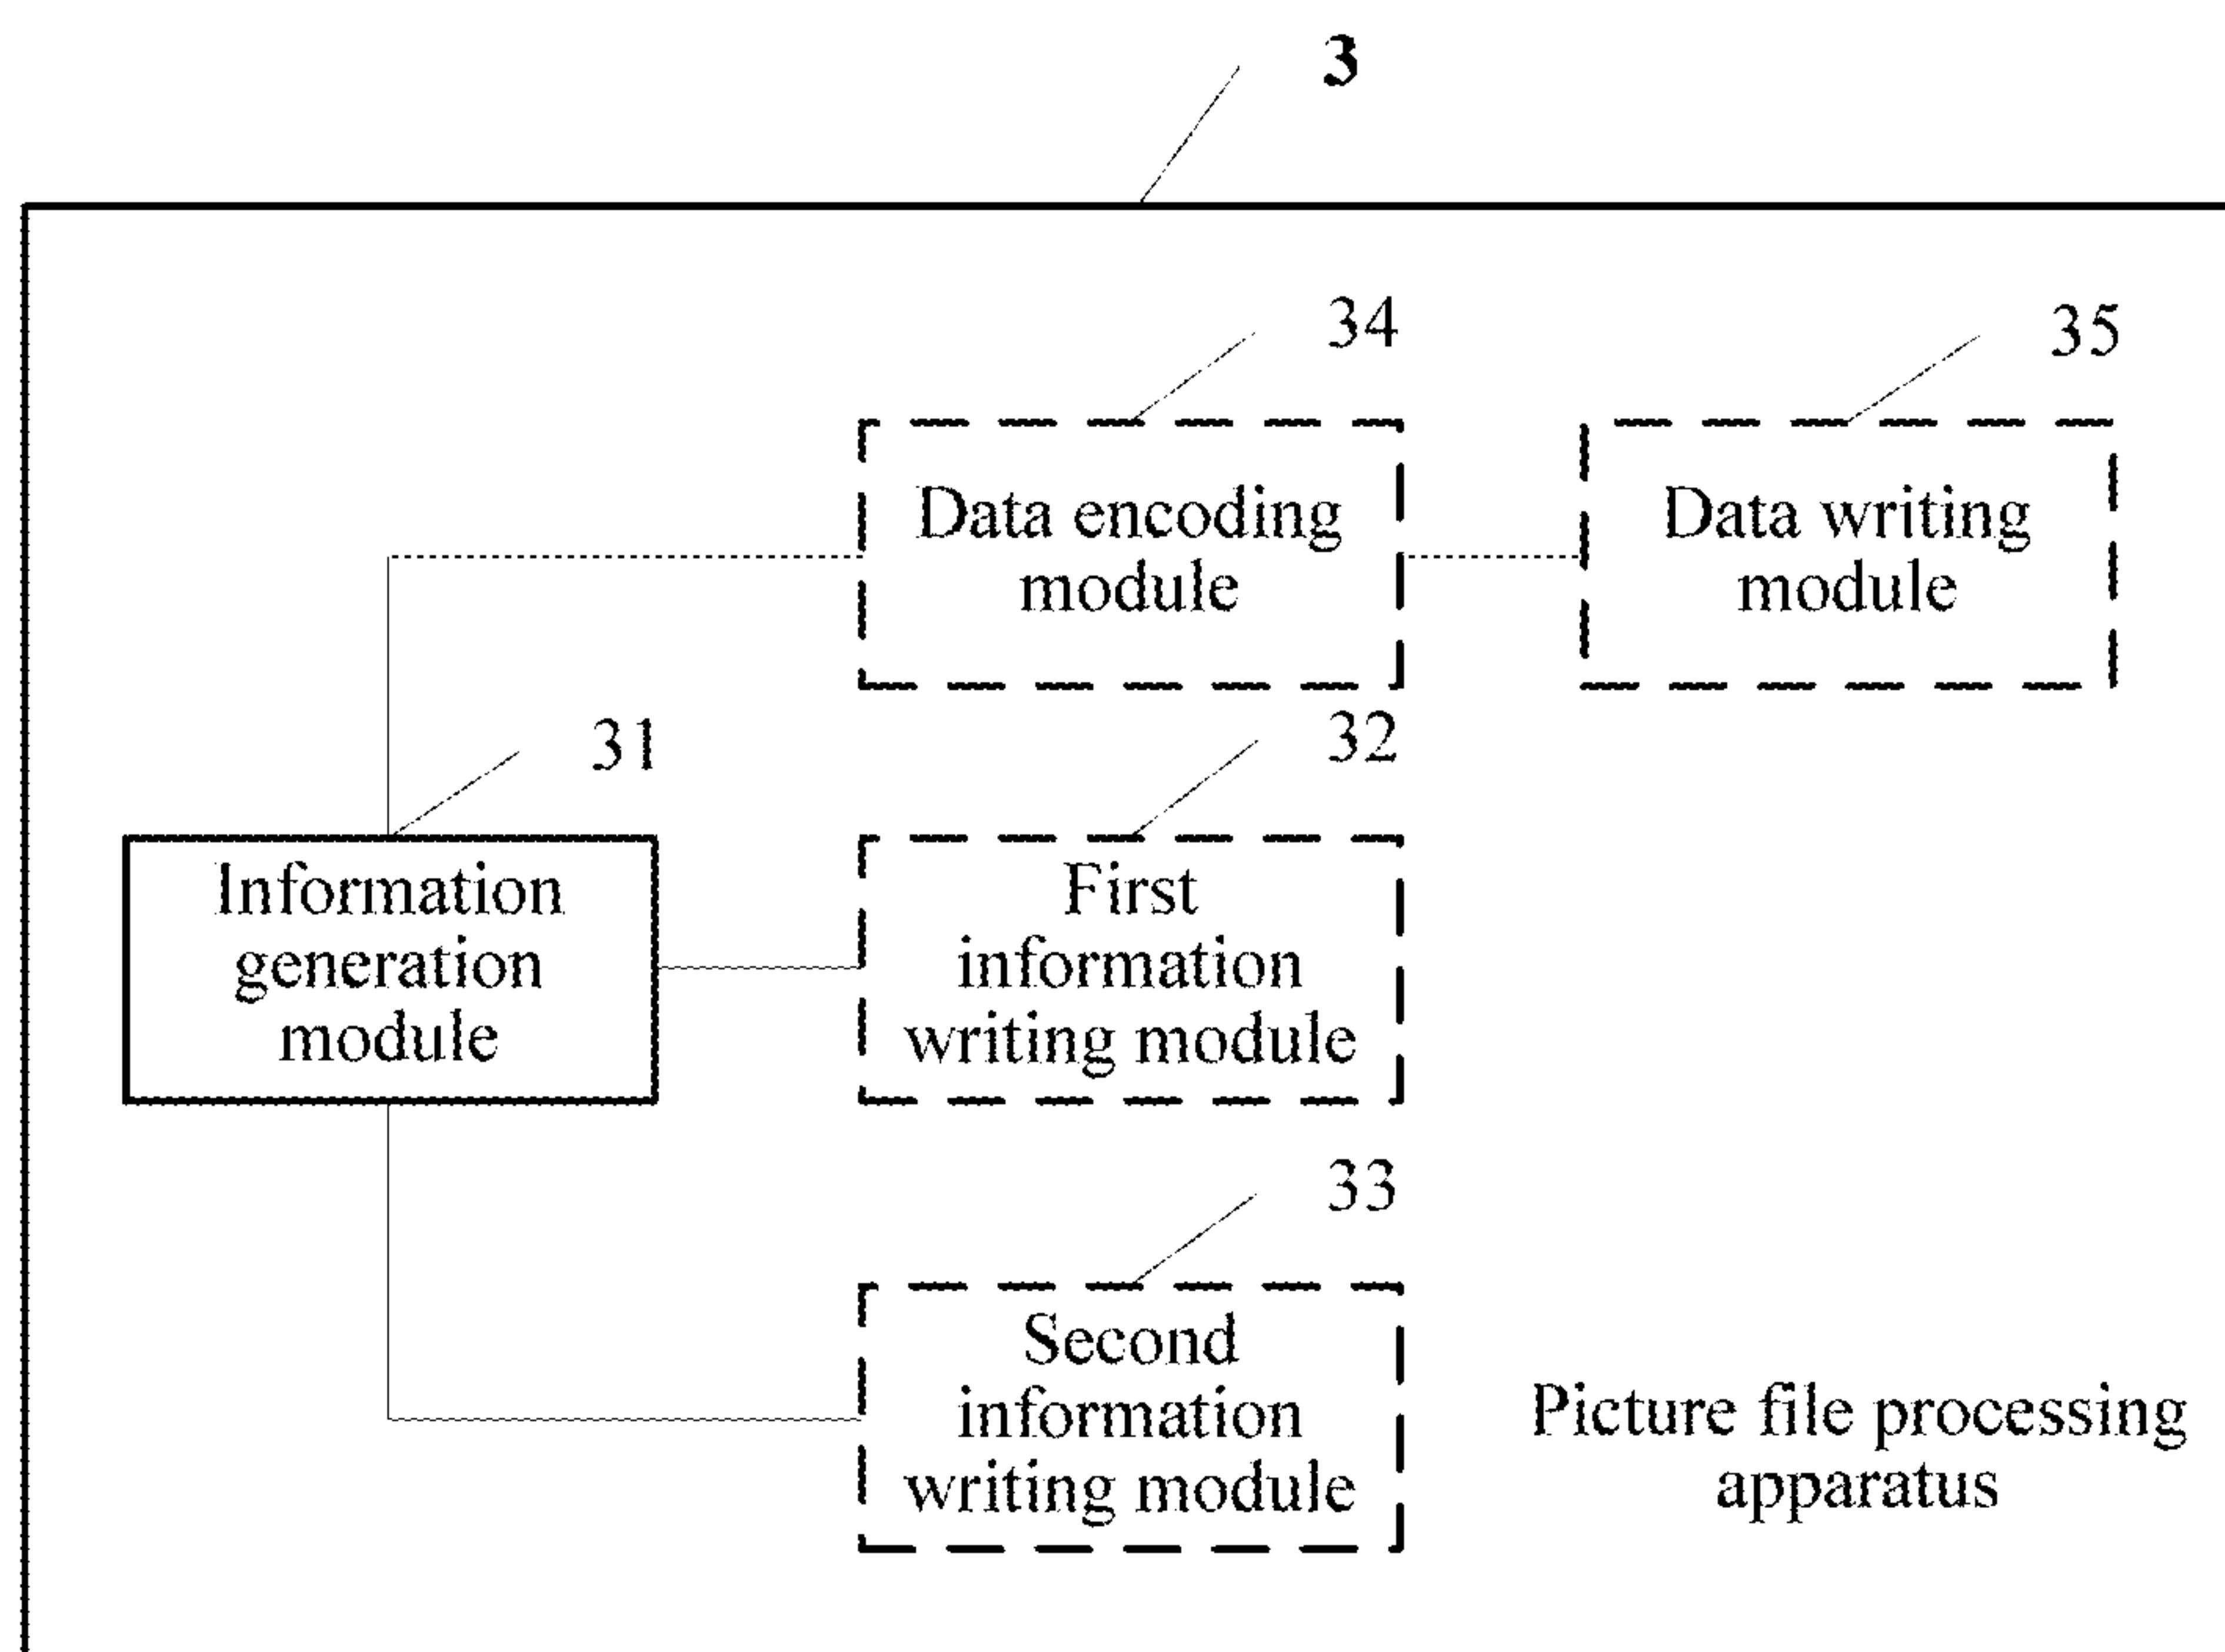 3
34
35
Data encoding
module
Data writing
module
31
32
Information
generation
module
First
information
writing module
33
Second
information
writing module
Picture file processing
apparatus